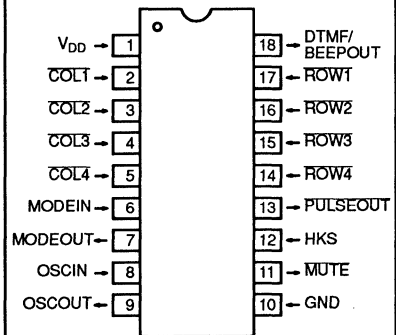 VDD → 1
COL1 → 2
COL2 → 3
COL3 → 4
COL4 → 5
MODEIN → 6
MODEOUT ← 7
OSCIN → 8
OSCOUT ← 9
18 → DTMF/
BEEPOUT
17 ← ROW1
16 ← ROW2
15 ← ROW3
14 ← ROW4
13 → PULSEOUT
12 ← HKS
11 → MUTE
10 ← GND